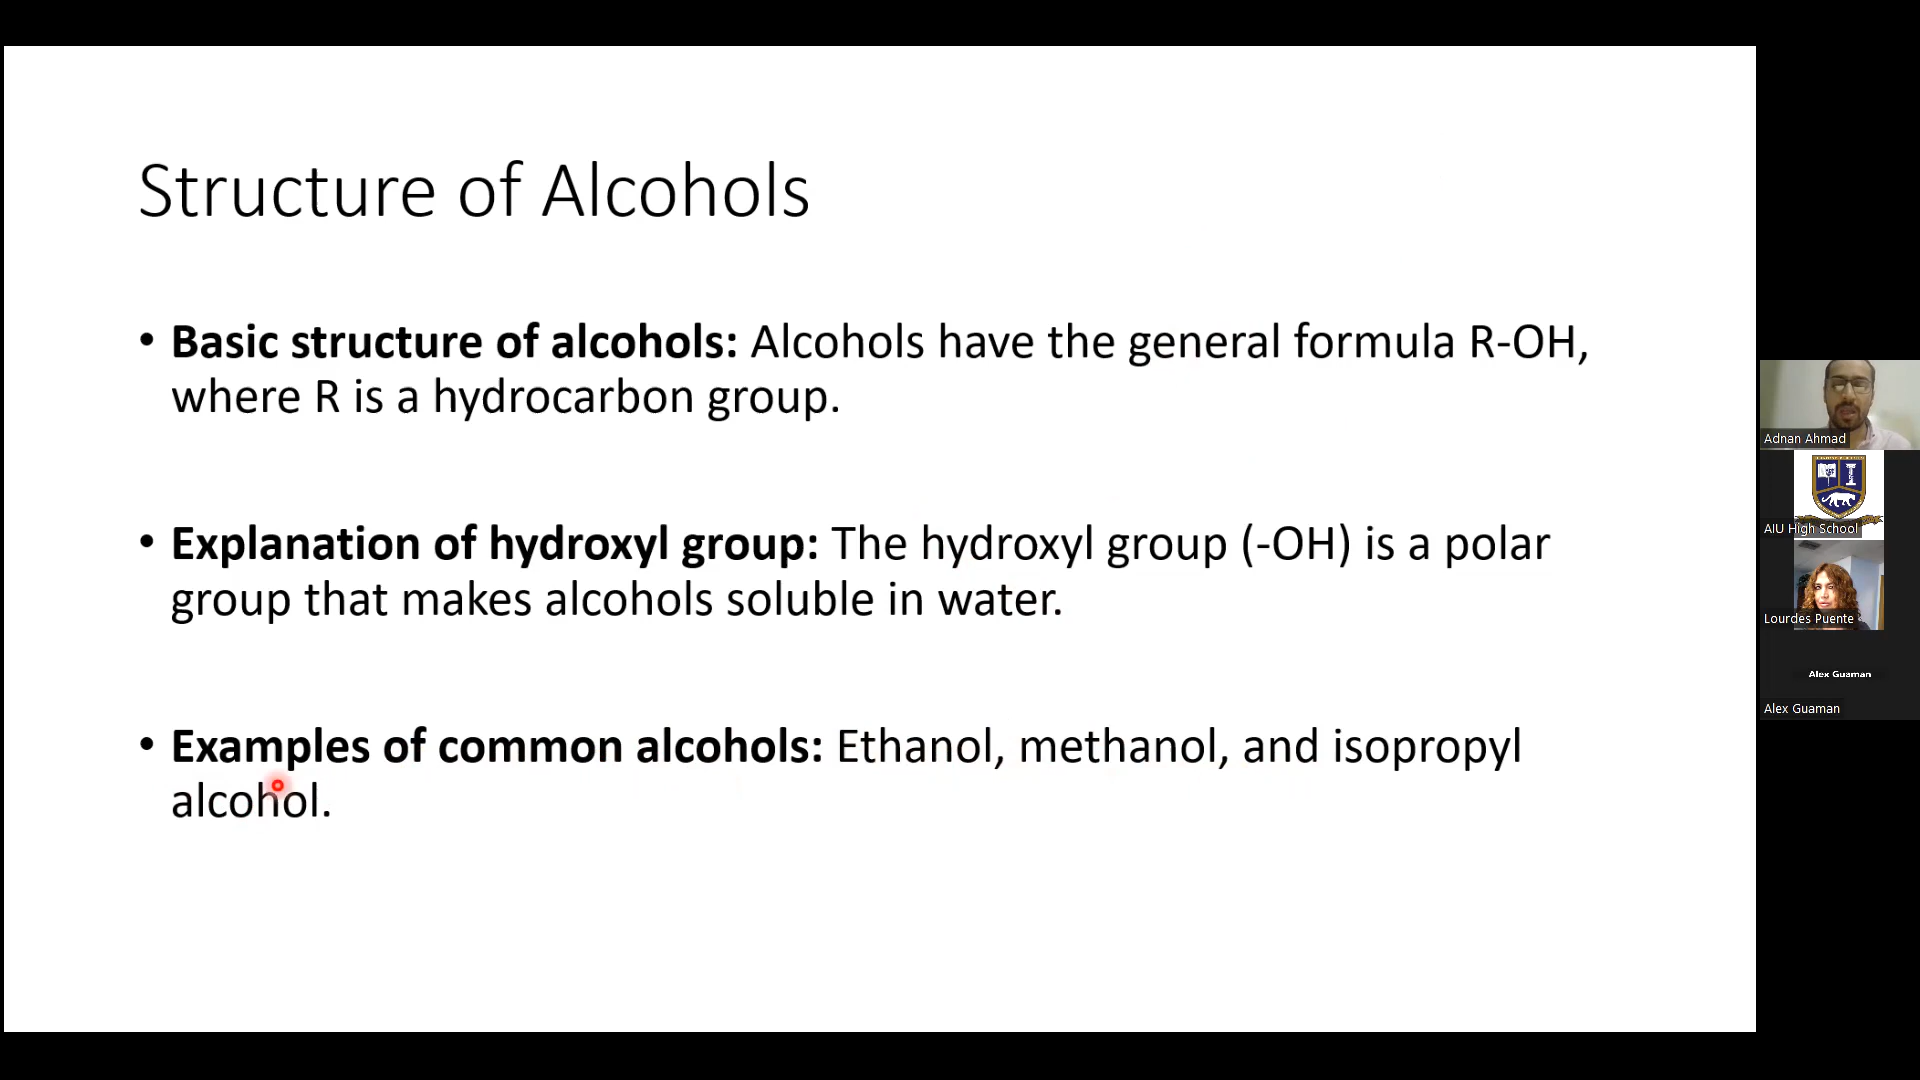 Structure of Alcohols
• Basic structure of alcohols: Alcohols have the general formula R-OH,
where R is a hydrocarbon group.
• Explanation of hydroxyl group: The hydroxyl group (-OH) is a polar
group that makes alcohols soluble in water.
• Examples of common alcohols: Ethanol, methanol, and isopropyl
alcohol.
Adnan Ahmad
AIU High School
Lourdes Puente
Alex Guaman
Alex Guaman